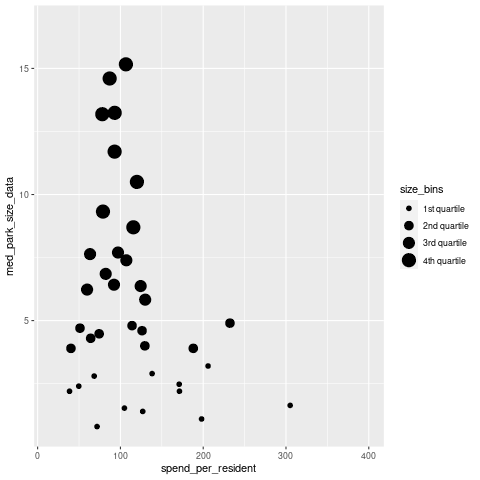 15
10
5
med_park_size_data
0 100 200 300 400
spend_per_resident
size_bins
1st quartile
2nd quartile
3rd quartile
4th quartile